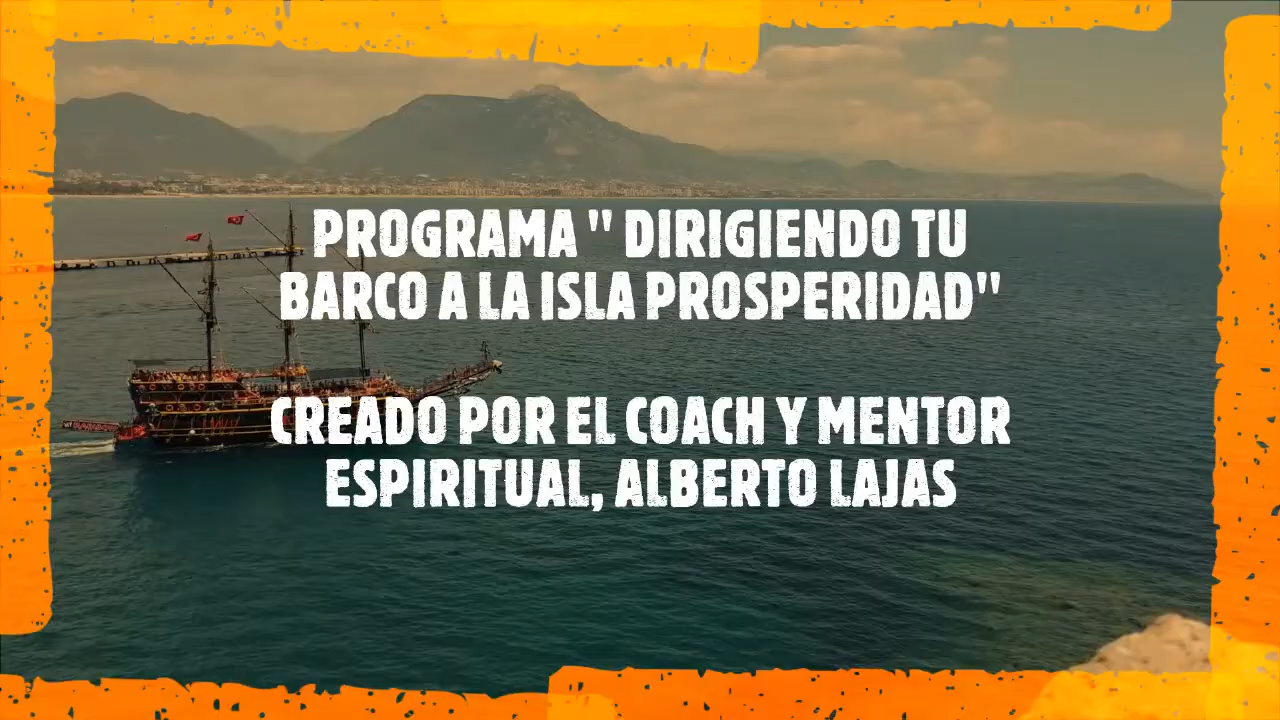 PROGRAMA " DIRIGIENDO TU
BARCO A LA ISLA PROSPERIDAD"
CREADO POR EL COACH Y MENTOR
ESPIRITUAL, ALBERTO LAJAS